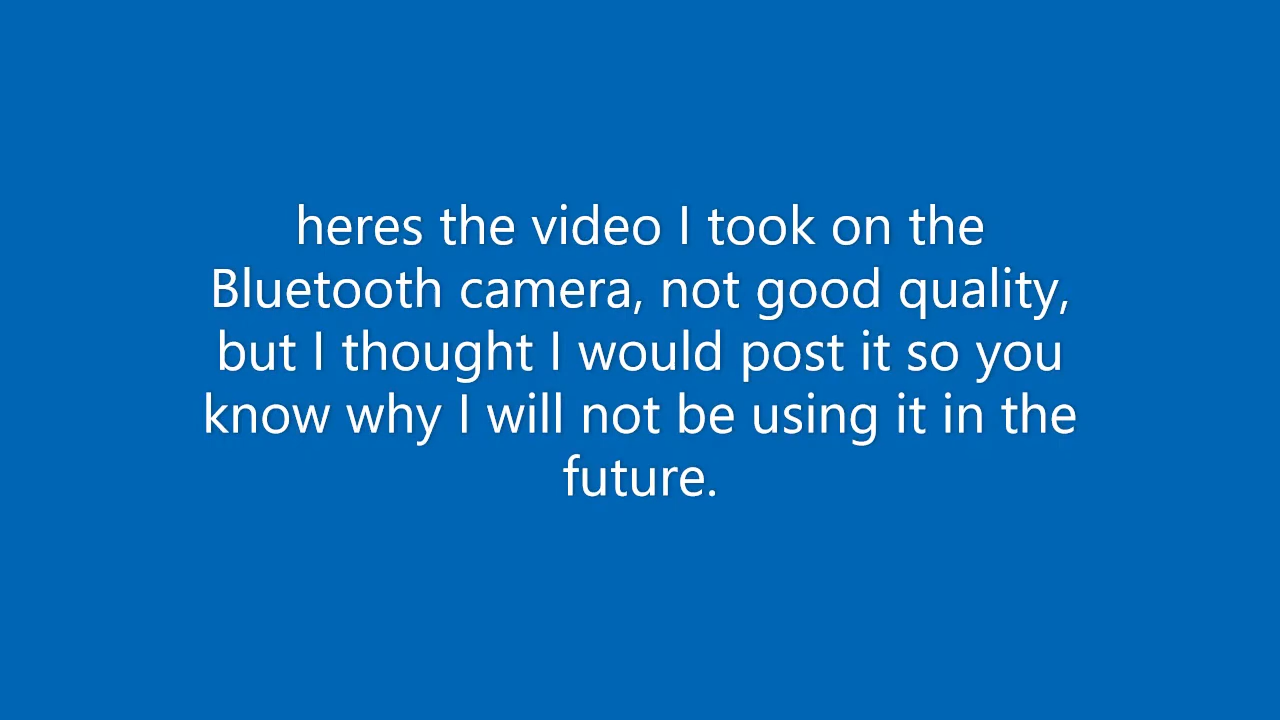 heres the video I took on the
Bluetooth camera, not good quality,
but I thought I would post it so you
know why I will not be using it in the
future.